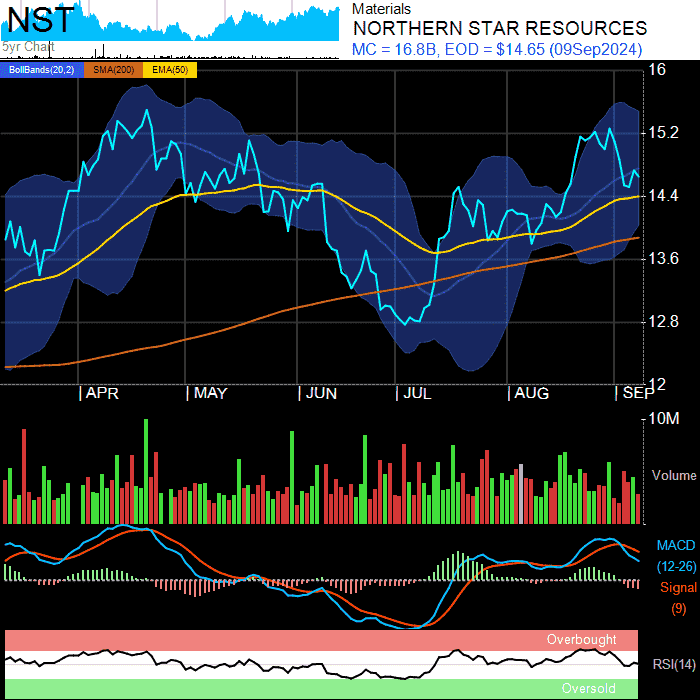 NST
5yr Chart
Materials
NORTHERN STAR RESOURCES
MC = 16.8B, EOD = $14.65 (09Sep2024)
BollBands(20,2) SMA(200) EMA(50)
16
15.2
14.4
13.6
12.8
12
APR MAY JUN JUL AUG SEP
10M
Volume
MACD
(12-26)
Signal
(9)
Overbought
RSI(14)
Oversold